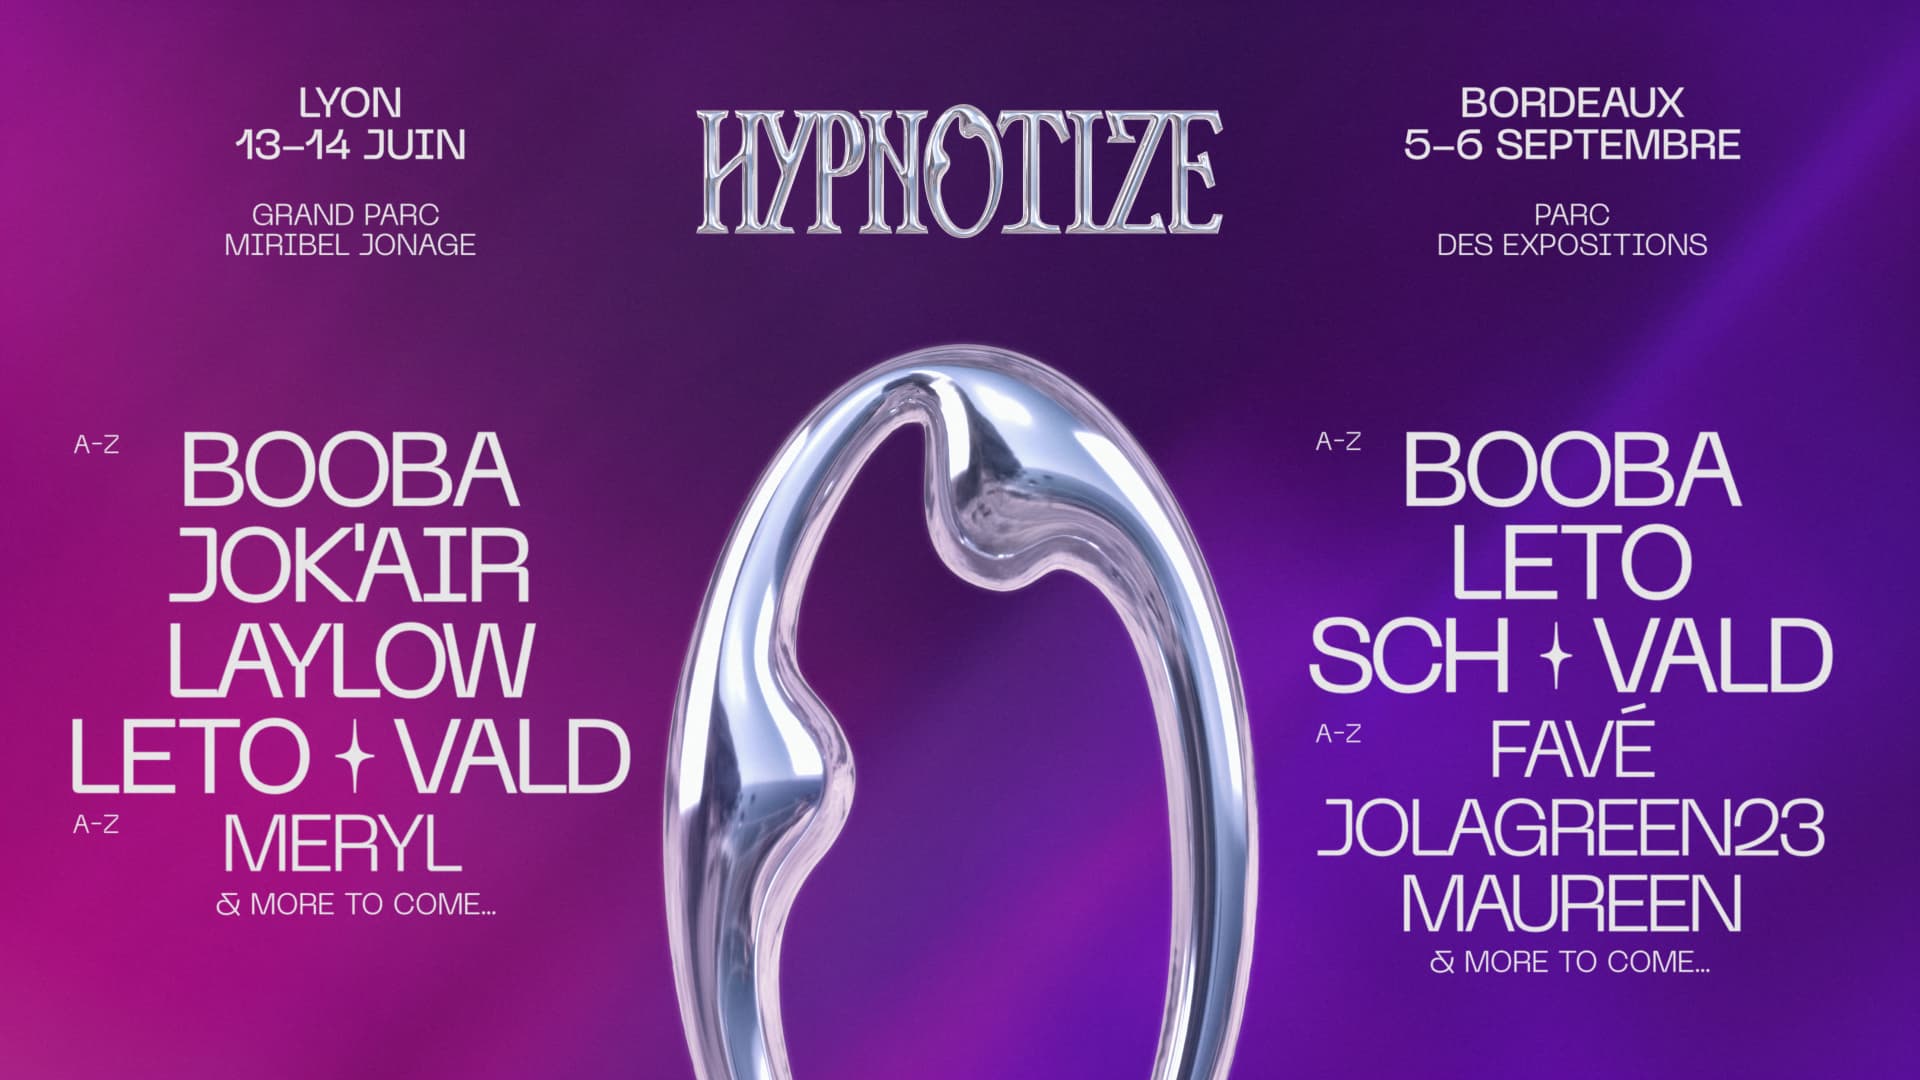 HYPNOTIZE
LYON
13–14 JUIN
GRAND PARC
MIRIBEL JONAGE
A-Z
BOOBA
JOK'AIR
LAYLOW
LETO VALD
A-Z
MERYL
& MORE TO COME...
BORDEAUX
5–6 SEPTEMBRE
PARC
DES EXPOSITIONS
A-Z
BOOBA
LETO
SCH VALD
A-Z
FAVÉ
JOLAGREEN23
MAUREEN
& MORE TO COME...